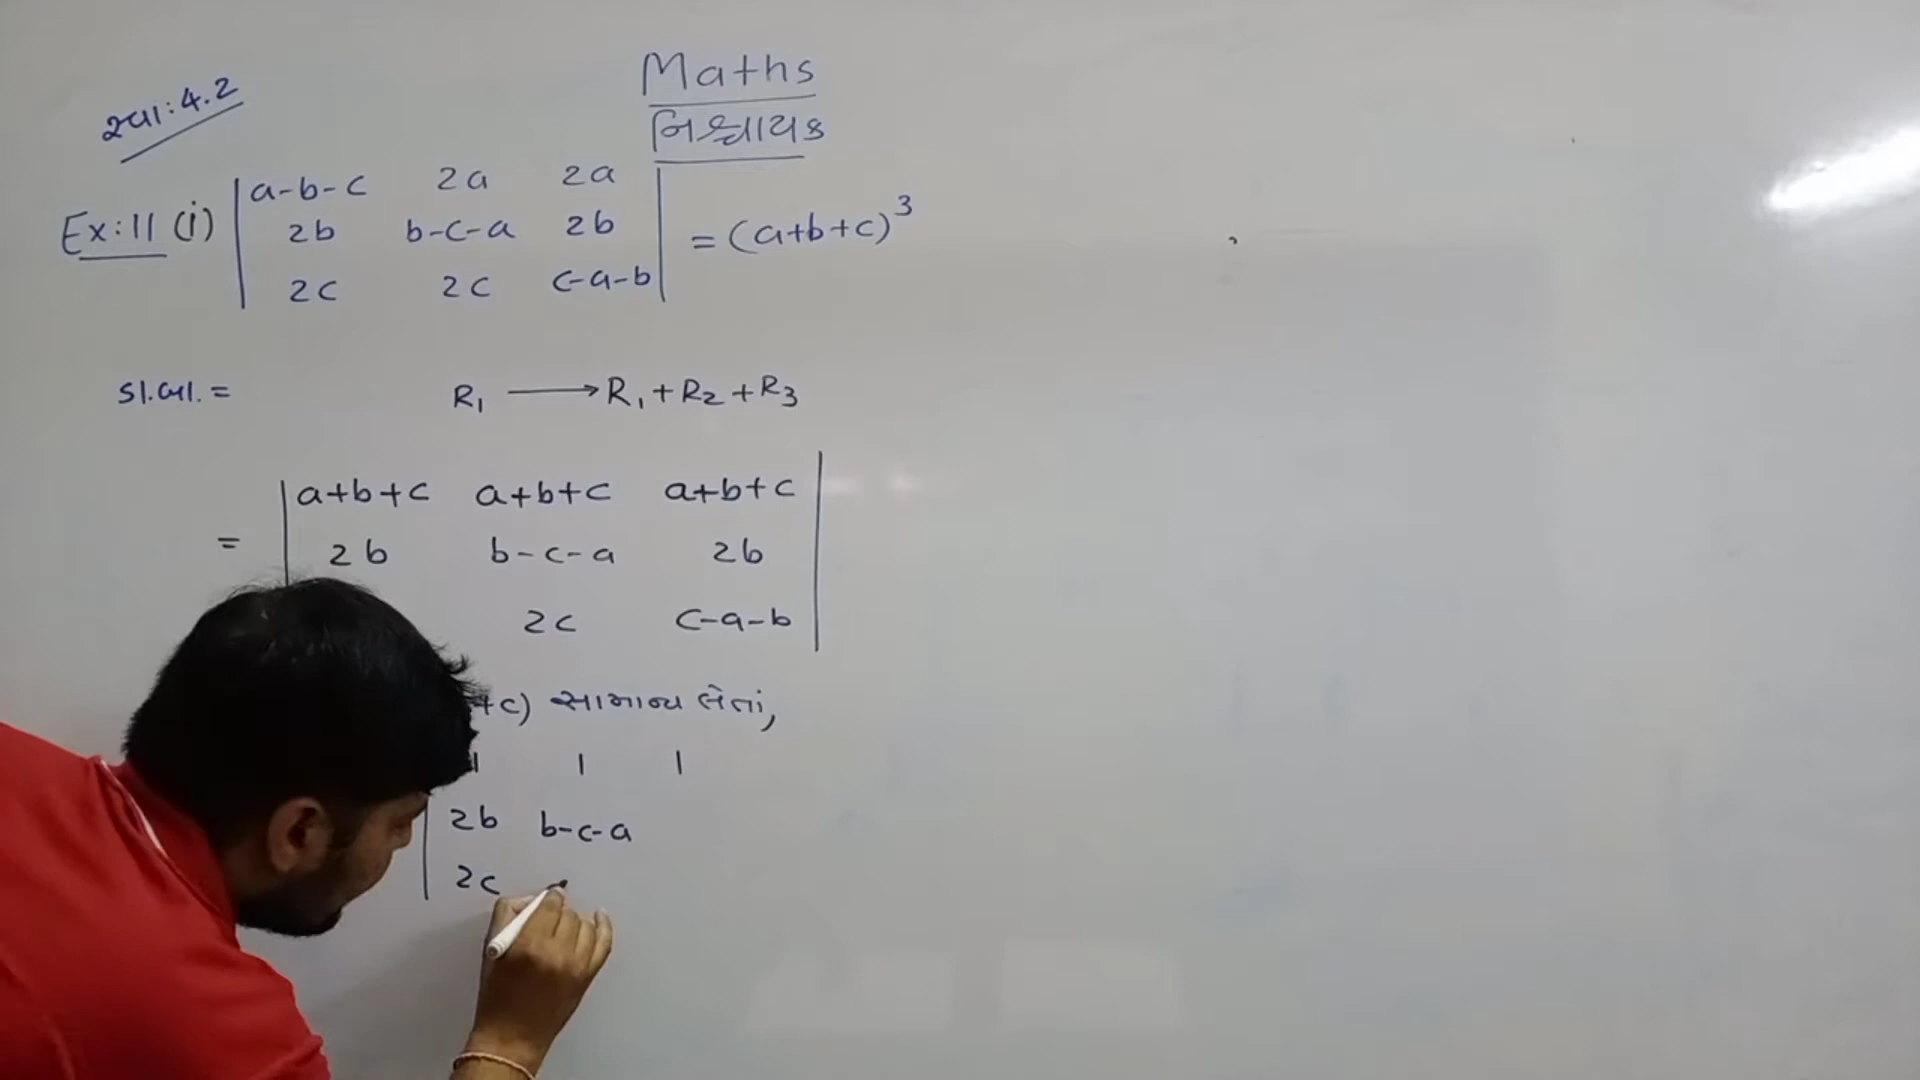 સ્વા: 4.2
Maths
નિશ્ચાયક
Ex: 11 (i) | a-b-c 2a 2a |
| 2b b-c-a 2b | = (a+b+c)³
| 2c 2c c-a-b |
ડા.બા. = R₁ ⟶ R₁ + R₂ + R₃
| a+b+c a+b+c a+b+c |
= | 2b b-c-a 2b |
2c c-a-b |
+c) સામાન્ય લેતાં,
1 1 1
| 2b b-c-a
| 2c